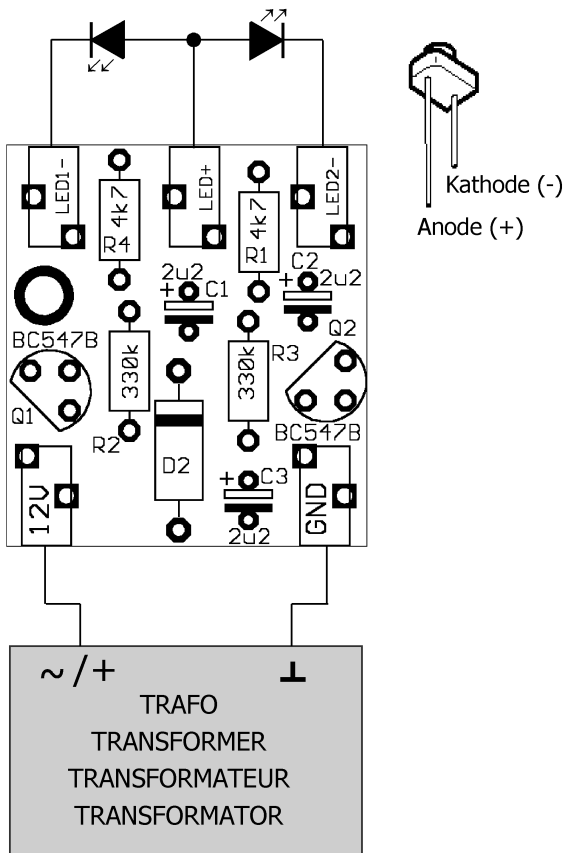 LED1-
LED+
LED2-
4k7
R4
4k7
R1
Kathode (-)
Anode (+)
2u2
+
C1
C2
+
2u2
BC547B
Q1
330k
R2
330k
R3
Q2
BC547B
D2
+
C3
2u2
12V
GND
~/+
⊥
TRAFO
TRANSFORMER
TRANSFORMATEUR
TRANSFORMATOR